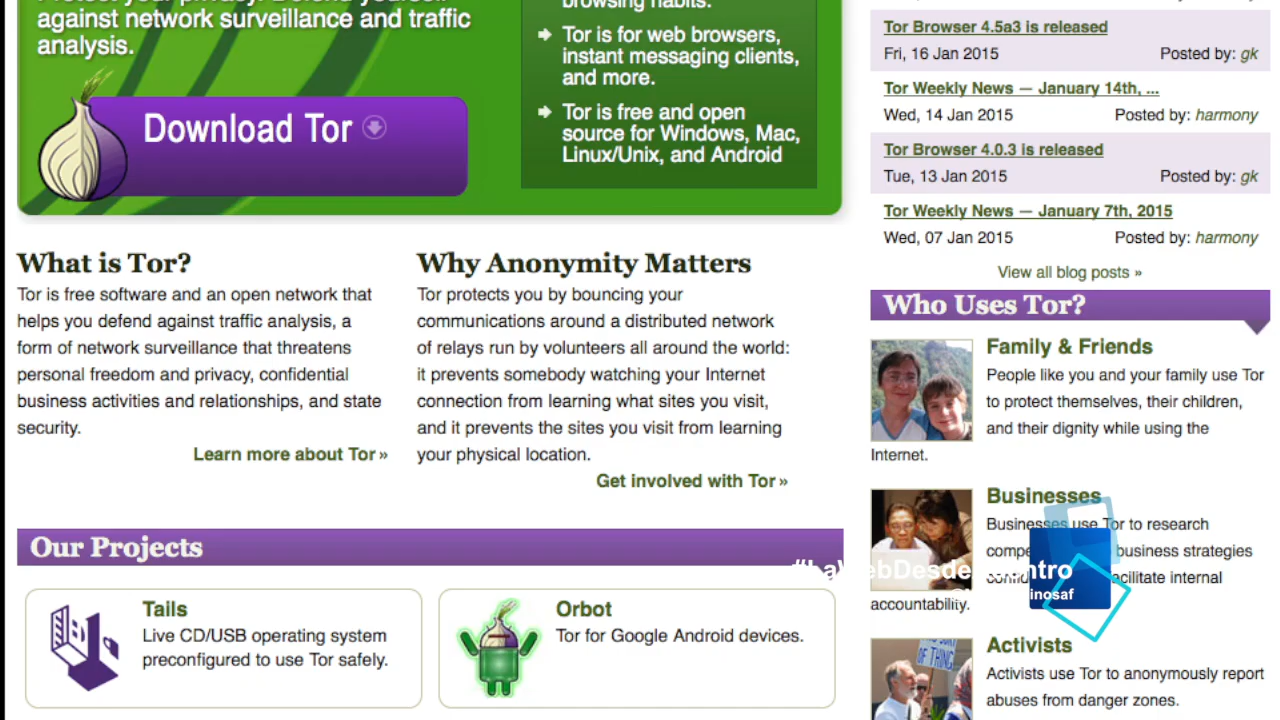 against network surveillance and traffic
analysis.
Download Tor
browsing habits.
Tor is for web browsers,
instant messaging clients,
and more.
Tor is free and open
source for Windows, Mac,
Linux/Unix, and Android
Tor Browser 4.5a3 is released
Fri, 16 Jan 2015 Posted by: gk
Tor Weekly News — January 14th, ...
Wed, 14 Jan 2015 Posted by: harmony
Tor Browser 4.0.3 is released
Tue, 13 Jan 2015 Posted by: gk
Tor Weekly News — January 7th, 2015
Wed, 07 Jan 2015 Posted by: harmony
View all blog posts »
What is Tor?
Tor is free software and an open network that
helps you defend against traffic analysis, a
form of network surveillance that threatens
personal freedom and privacy, confidential
business activities and relationships, and state
security.
Learn more about Tor »
Why Anonymity Matters
Tor protects you by bouncing your
communications around a distributed network
of relays run by volunteers all around the world:
it prevents somebody watching your Internet
connection from learning what sites you visit,
and it prevents the sites you visit from learning
your physical location.
Get involved with Tor »
Who Uses Tor?
Family & Friends
People like you and your family use Tor
to protect themselves, their children,
and their dignity while using the
Internet.
Businesses
Businesses use Tor to research
business strategies
internal
accountability.
Activists
Activists use Tor to anonymously report
abuses from danger zones.
OF THING
Our Projects
Tails
Live CD/USB operating system
preconfigured to use Tor safely.
Orbot
Tor for Google Android devices.